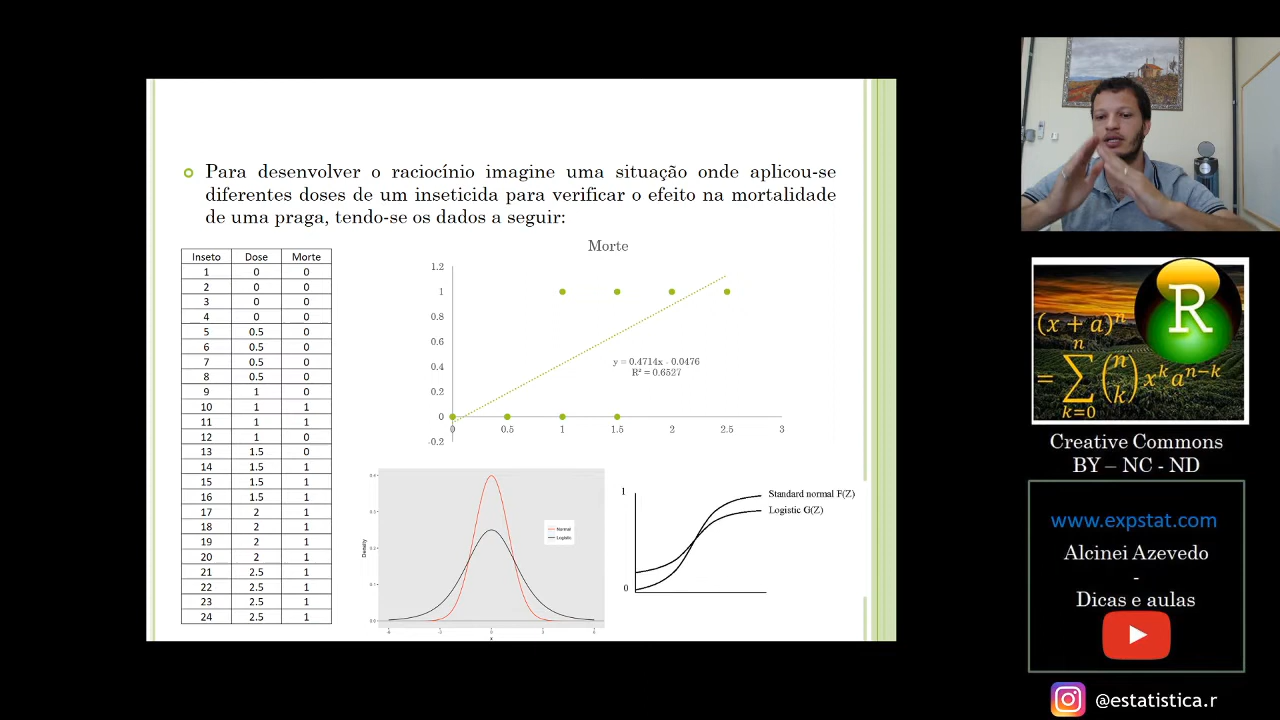 Para desenvolver o raciocínio imagine uma situação onde aplicou-se
diferentes doses de um inseticida para verificar o efeito na mortalidade
de uma praga, tendo-se os dados a seguir:
Inseto Dose Morte
1 0 0
2 0 0
3 0 0
4 0 0
5 0.5 0
6 0.5 0
7 0.5 0
8 0.5 0
9 1 0
10 1 1
11 1 1
12 1 0
13 1.5 0
14 1.5 1
15 1.5 1
16 1.5 1
17 2 1
18 2 1
19 2 1
20 2 1
21 2.5 1
22 2.5 1
23 2.5 1
24 2.5 1
Morte
1.2
1
0.8
0.6
0.4
0.2
0
-0.2
0 0.5 1 1.5 2 2.5 3
y = 0.4714x - 0.0476
R² = 0.6527
Density
Normal
Logistic
x
1
0
Standard normal F(Z)
Logistic G(Z)
R
(x + a)ⁿ
= ∑ₖ₌₀ⁿ (n k) xᵏ aⁿ⁻ᵏ
Creative Commons
BY – NC - ND
www.expstat.com
Alcinei Azevedo
-
Dicas e aulas
@estatistica.r